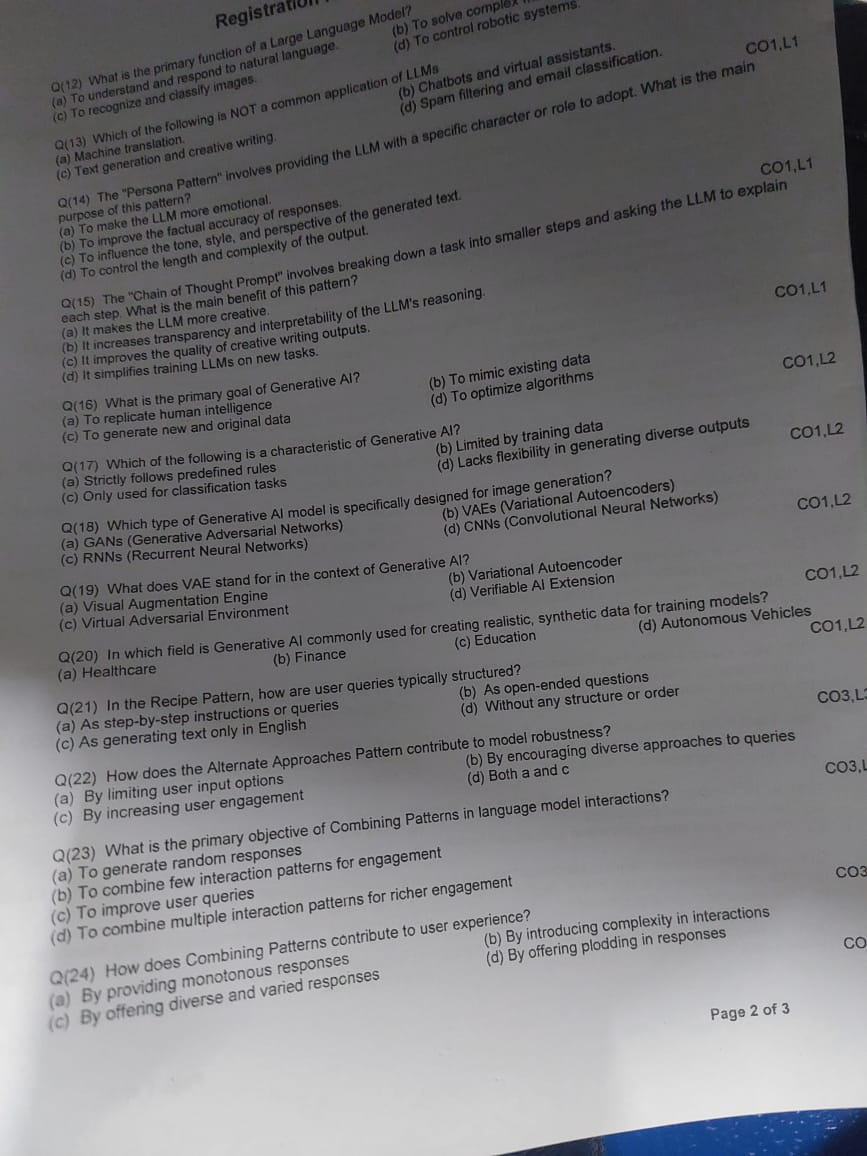 Registration
Q(12) What is the primary function of a Large Language Model?
(a) To understand and respond to natural language. (b) To solve complex
(c) To recognize and classify images. (d) To control robotic systems.
CO1,L1
Q(13) Which of the following is NOT a common application of LLMs
(a) Machine translation. (b) Chatbots and virtual assistants.
(c) Text generation and creative writing. (d) Spam filtering and email classification.
Q(14) The "Persona Pattern" involves providing the LLM with a specific character or role to adopt. What is the main
purpose of this pattern?
(a) To make the LLM more emotional.
(b) To improve the factual accuracy of responses.
(c) To influence the tone, style, and perspective of the generated text.
(d) To control the length and complexity of the output.
CO1,L1
Q(15) The "Chain of Thought Prompt" involves breaking down a task into smaller steps and asking the LLM to explain
each step. What is the main benefit of this pattern?
(a) It makes the LLM more creative.
(b) It increases transparency and interpretability of the LLM's reasoning.
(c) It improves the quality of creative writing outputs.
(d) It simplifies training LLMs on new tasks.
CO1,L1
Q(16) What is the primary goal of Generative AI?
(a) To replicate human intelligence (b) To mimic existing data
(c) To generate new and original data (d) To optimize algorithms
CO1,L2
Q(17) Which of the following is a characteristic of Generative AI?
(a) Strictly follows predefined rules (b) Limited by training data
(c) Only used for classification tasks (d) Lacks flexibility in generating diverse outputs
CO1,L2
Q(18) Which type of Generative AI model is specifically designed for image generation?
(a) GANs (Generative Adversarial Networks) (b) VAEs (Variational Autoencoders)
(c) RNNs (Recurrent Neural Networks) (d) CNNs (Convolutional Neural Networks)
CO1,L2
Q(19) What does VAE stand for in the context of Generative AI?
(a) Visual Augmentation Engine (b) Variational Autoencoder
(c) Virtual Adversarial Environment (d) Verifiable AI Extension
CO1,L2
Q(20) In which field is Generative AI commonly used for creating realistic, synthetic data for training models?
(a) Healthcare (b) Finance (c) Education (d) Autonomous Vehicles
CO1,L2
Q(21) In the Recipe Pattern, how are user queries typically structured?
(a) As step-by-step instructions or queries (b) As open-ended questions
(c) As generating text only in English (d) Without any structure or order
CO3,L
Q(22) How does the Alternate Approaches Pattern contribute to model robustness?
(a) By limiting user input options (b) By encouraging diverse approaches to queries
(c) By increasing user engagement (d) Both a and c
CO3,L
Q(23) What is the primary objective of Combining Patterns in language model interactions?
(a) To generate random responses
(b) To combine few interaction patterns for engagement
(c) To improve user queries
(d) To combine multiple interaction patterns for richer engagement
CO3
Q(24) How does Combining Patterns contribute to user experience?
(a) By providing monotonous responses (b) By introducing complexity in interactions
(c) By offering diverse and varied responses (d) By offering plodding in responses
CO
Page 2 of 3